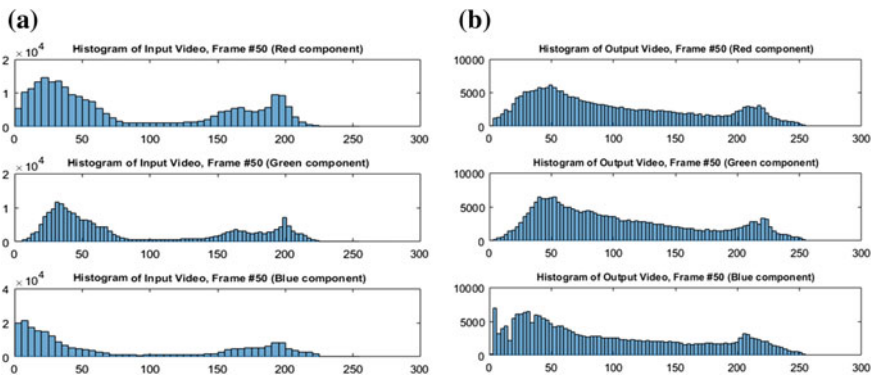 (a)
Histogram of Input Video, Frame #50 (Red component)
× 10^4
2
1
0
0 50 100 150 200 250 300
Histogram of Input Video, Frame #50 (Green component)
× 10^4
2
1
0
0 50 100 150 200 250 300
Histogram of Input Video, Frame #50 (Blue component)
× 10^4
4
2
0
0 50 100 150 200 250 300
(b)
Histogram of Output Video, Frame #50 (Red component)
10000
5000
0
0 50 100 150 200 250 300
Histogram of Output Video, Frame #50 (Green component)
10000
5000
0
0 50 100 150 200 250 300
Histogram of Output Video, Frame #50 (Blue component)
10000
5000
0
0 50 100 150 200 250 300